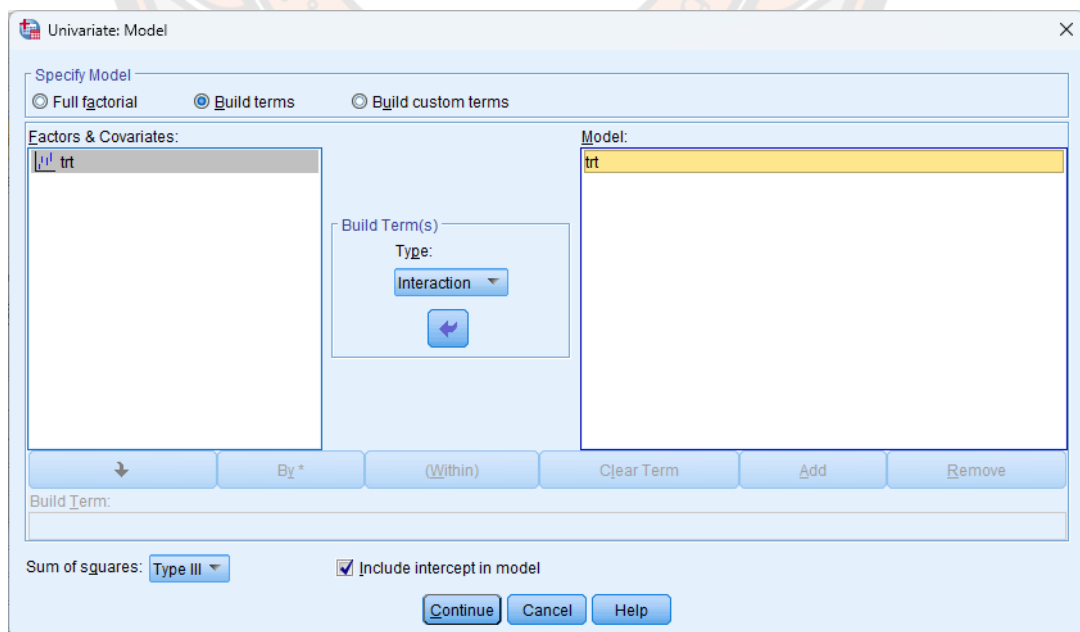 Univariate: Model
Specify Model
Full factorial
Build terms
Build custom terms
Factors & Covariates:
trt
Build Term(s)
Type:
Interaction
Model:
trt
By *
(Within)
Clear Term
Add
Remove
Build Term:
Sum of squares:
Type III
Include intercept in model
Continue
Cancel
Help